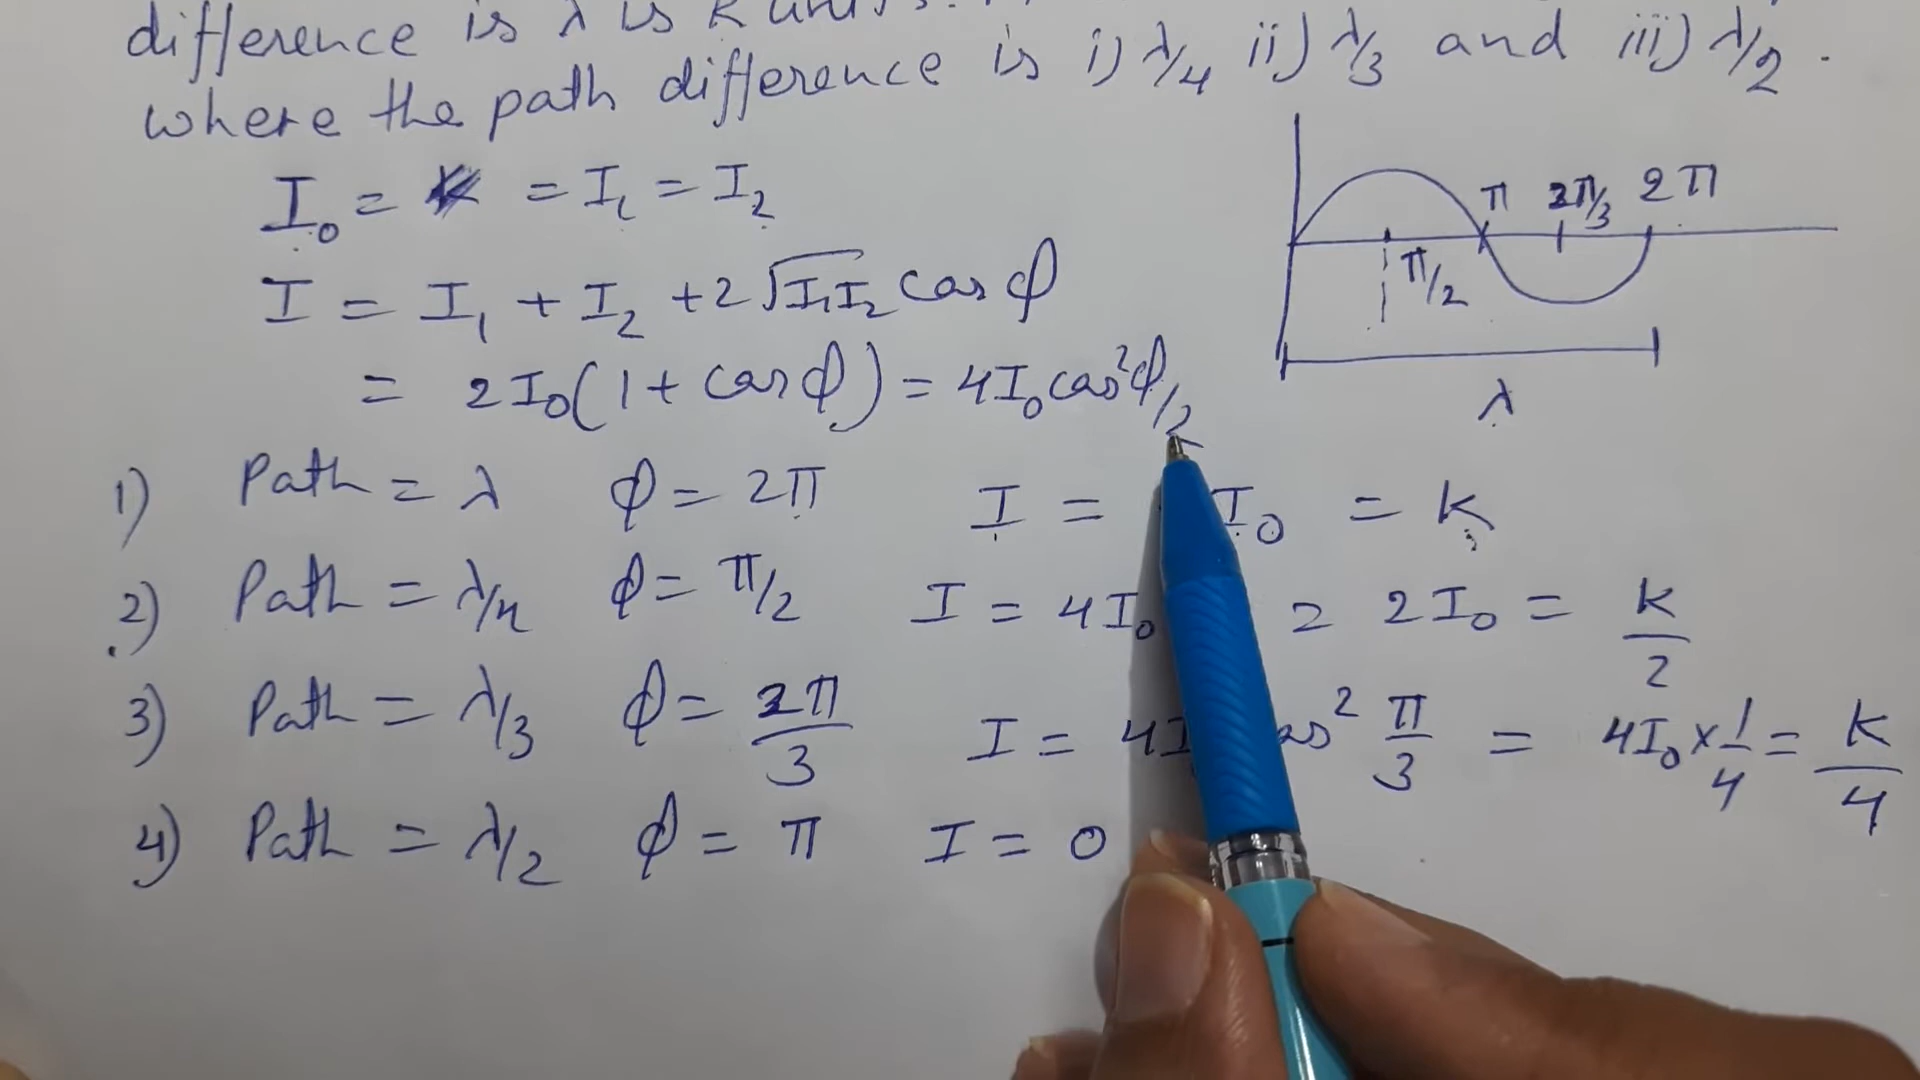 difference is λ is K units.
where the path difference is i) λ/4 ii) λ/3 and iii) λ/2 .
I₀ = = I₁ = I₂
I = I₁ + I₂ + 2√I₁I₂ cos φ
= 2I₀(1 + cos φ) = 4I₀ cos² φ/2
π 2π/3 2π
π/2
λ
1) Path = λ φ = 2π I = I₀ = K
2) Path = λ/4 φ = π/2 I = 4I₀ = 2I₀ = K/2
3) Path = λ/3 φ = 2π/3 I = 4I cos² π/3 = 4I₀ × 1/4 = K/4
4) Path = λ/2 φ = π I = 0